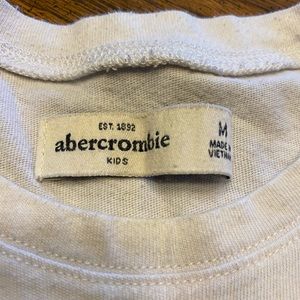 EST. 1892
abercrombie
KIDS
M
MADE IN
VIETNAM